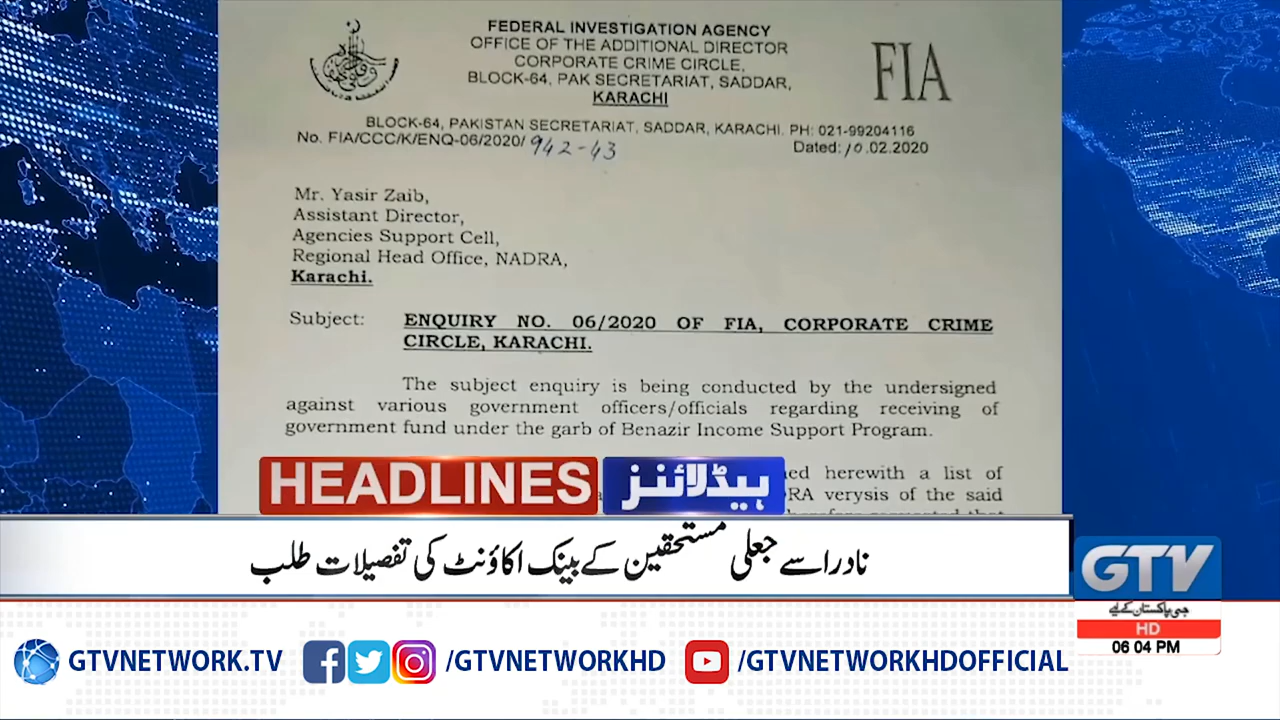 FEDERAL INVESTIGATION AGENCY
OFFICE OF THE ADDITIONAL DIRECTOR
CORPORATE CRIME CIRCLE,
BLOCK-64, PAK SECRETARIAT, SADDAR,
KARACHI
FIA
BLOCK-64, PAKISTAN SECRETARIAT, SADDAR, KARACHI. PH: 021-99204116
No. FIA/CCC/K/ENQ-06/2020/ 942-43
Dated: 10.02.2020
Mr. Yasir Zaib,
Assistant Director,
Agencies Support Cell,
Regional Head Office, NADRA,
Karachi.
Subject: ENQUIRY NO. 06/2020 OF FIA, CORPORATE CRIME
CIRCLE, KARACHI.
The subject enquiry is being conducted by the undersigned
against various government officers/officials regarding receiving of
government fund under the garb of Benazir Income Support Program.
herewith a list of
verysis of the said
HEADLINES ہیڈلائنز
نادرا سے جعلی مستحقین کے بینک اکاؤنٹ کی تفصیلات طلب
GTV
جی پاکستان کے لیے
HD
06 04 PM
GTVNETWORK.TV /GTVNETWORKHD /GTVNETWORKHDOFFICIAL